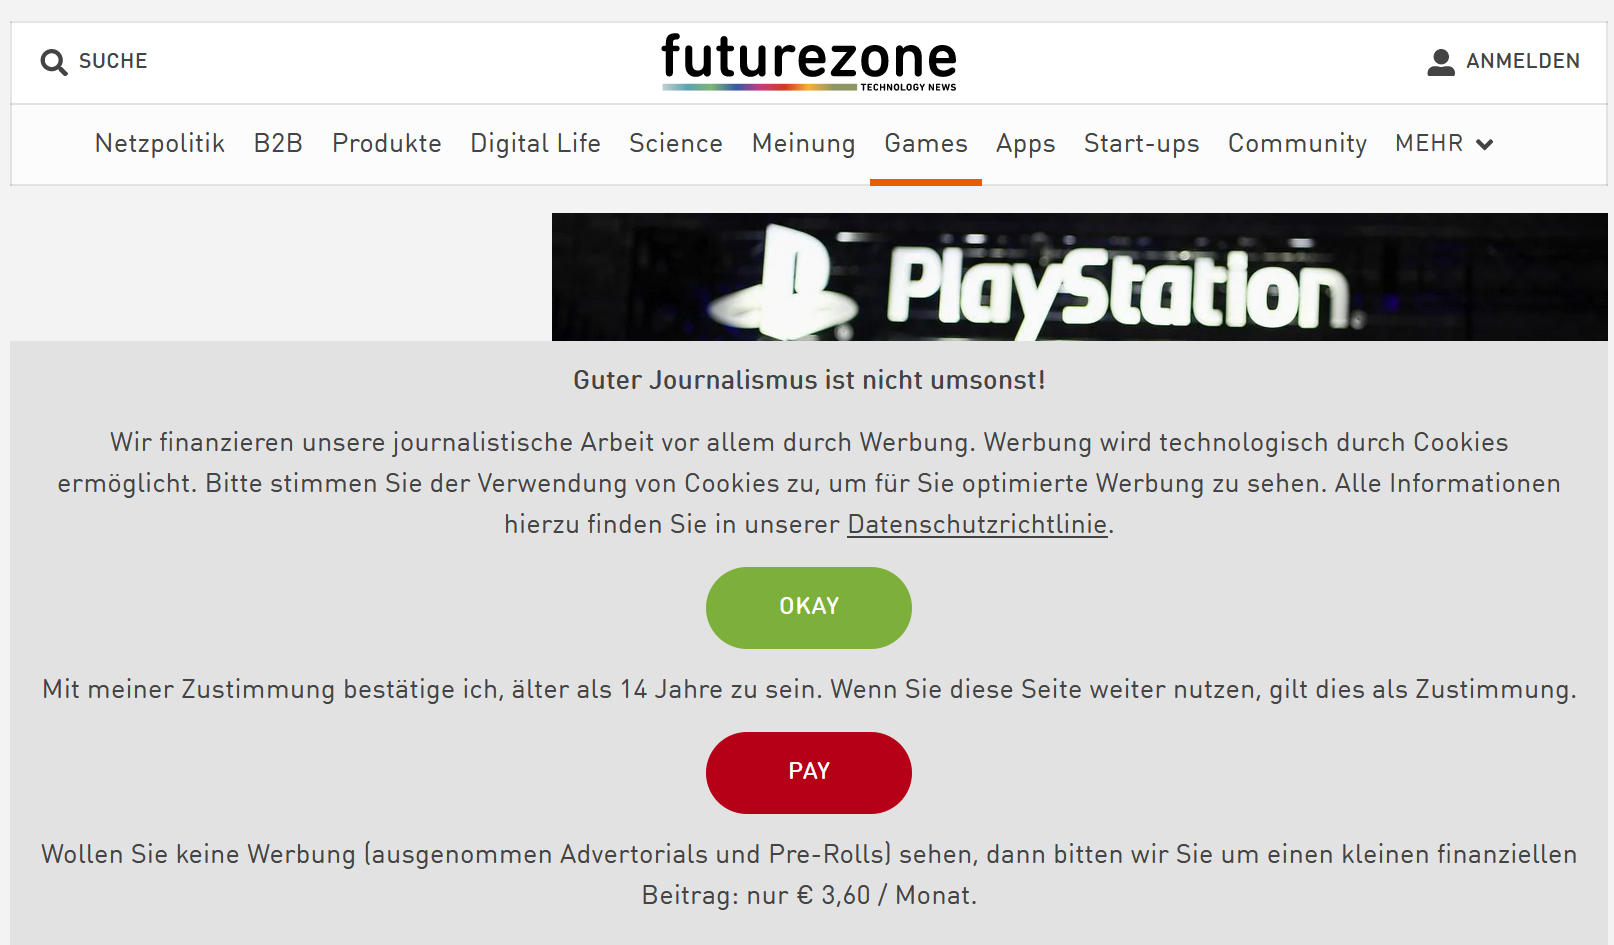 SUCHE
futurezone
TECHNOLOGY NEWS
ANMELDEN
Netzpolitik B2B Produkte Digital Life Science Meinung Games Apps Start-ups Community MEHR
PlayStation®
Guter Journalismus ist nicht umsonst!
Wir finanzieren unsere journalistische Arbeit vor allem durch Werbung. Werbung wird technologisch durch Cookies
ermöglicht. Bitte stimmen Sie der Verwendung von Cookies zu, um für Sie optimierte Werbung zu sehen. Alle Informationen
hierzu finden Sie in unserer Datenschutzrichtlinie.
OKAY
Mit meiner Zustimmung bestätige ich, älter als 14 Jahre zu sein. Wenn Sie diese Seite weiter nutzen, gilt dies als Zustimmung.
PAY
Wollen Sie keine Werbung (ausgenommen Advertorials und Pre-Rolls) sehen, dann bitten wir Sie um einen kleinen finanziellen
Beitrag: nur € 3,60 / Monat.